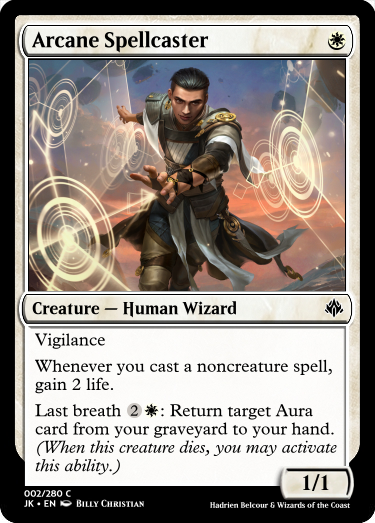 Arcane Spellcaster
Creature — Human Wizard
Vigilance
Whenever you cast a noncreature spell,
gain 2 life.
Last breath 2: Return target Aura
card from your graveyard to your hand.
(When this creature dies, you may activate
this ability.)
1/1
002/280 C
JK • EN Billy Christian
Hadrien Belcour & Wizards of the Coast